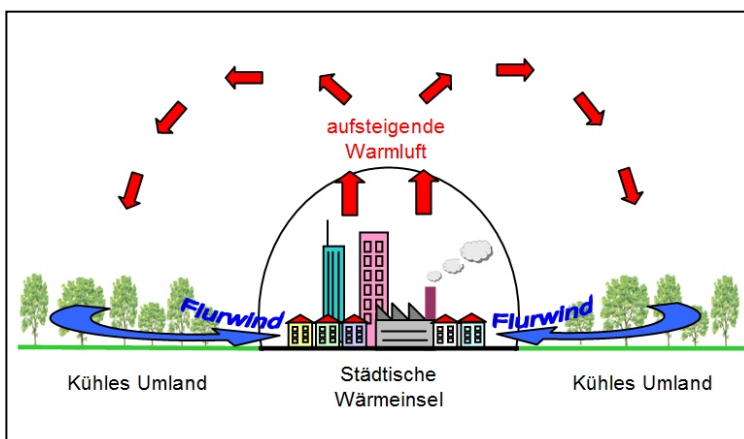 aufsteigende
Warmluft
Flurwind
Flurwind
Kühles Umland
Städtische
Wärmeinsel
Kühles Umland